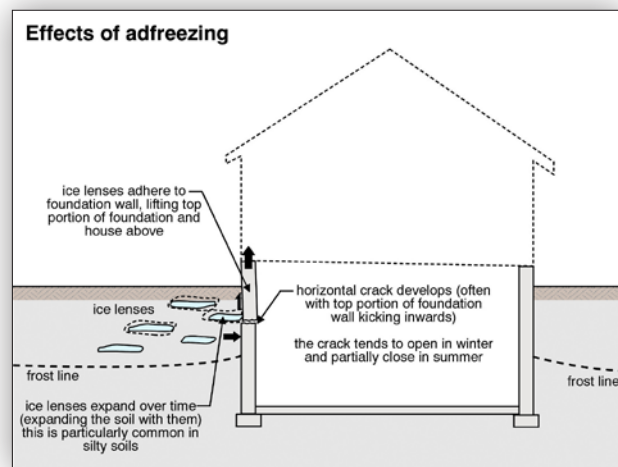 Effects of adfreezing
ice lenses adhere to
foundation wall, lifting top
portion of foundation and
house above
ice lenses
horizontal crack develops (often
with top portion of foundation
wall kicking inwards)
the crack tends to open in winter
and partially close in summer
frost line
frost line
ice lenses expand over time
(expanding the soil with them)
this is particularly common in
silty soils